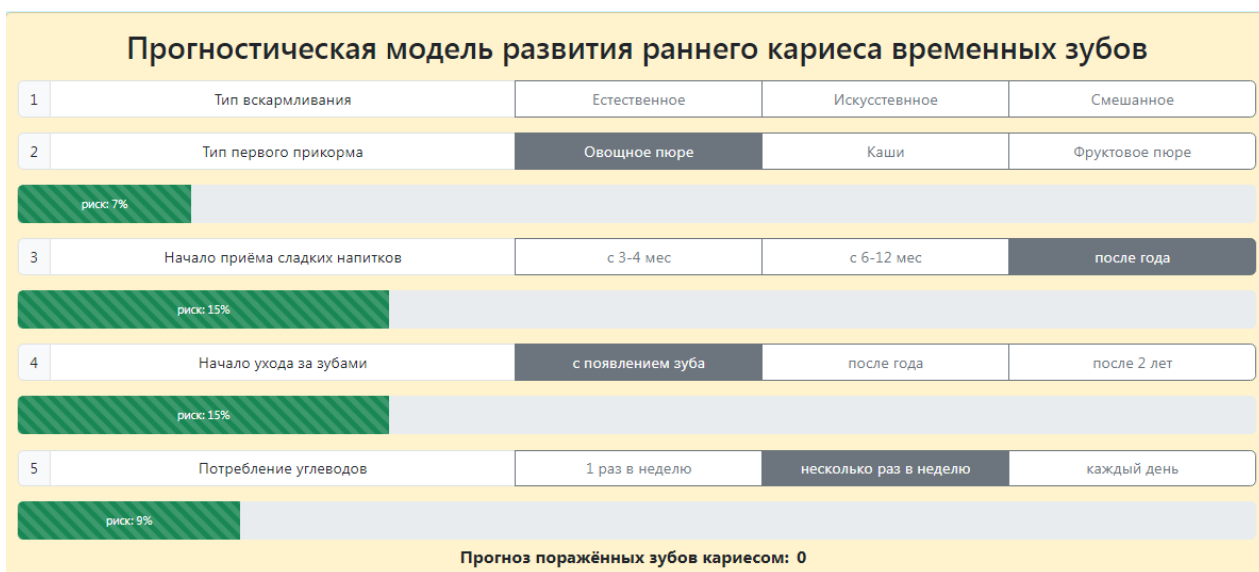 Прогностическая модель развития раннего кариеса временных зубов
1 Тип вскармливания Естественное Искусстевнное Смешанное
2 Тип первого прикорма Овощное пюре Каши Фруктовое пюре
риск: 7%
3 Начало приёма сладких напитков с 3-4 мес с 6-12 мес после года
риск: 15%
4 Начало ухода за зубами с появлением зуба после года после 2 лет
риск: 15%
5 Потребление углеводов 1 раз в неделю несколько раз в неделю каждый день
риск: 9%
Прогноз поражённых зубов кариесом: 0